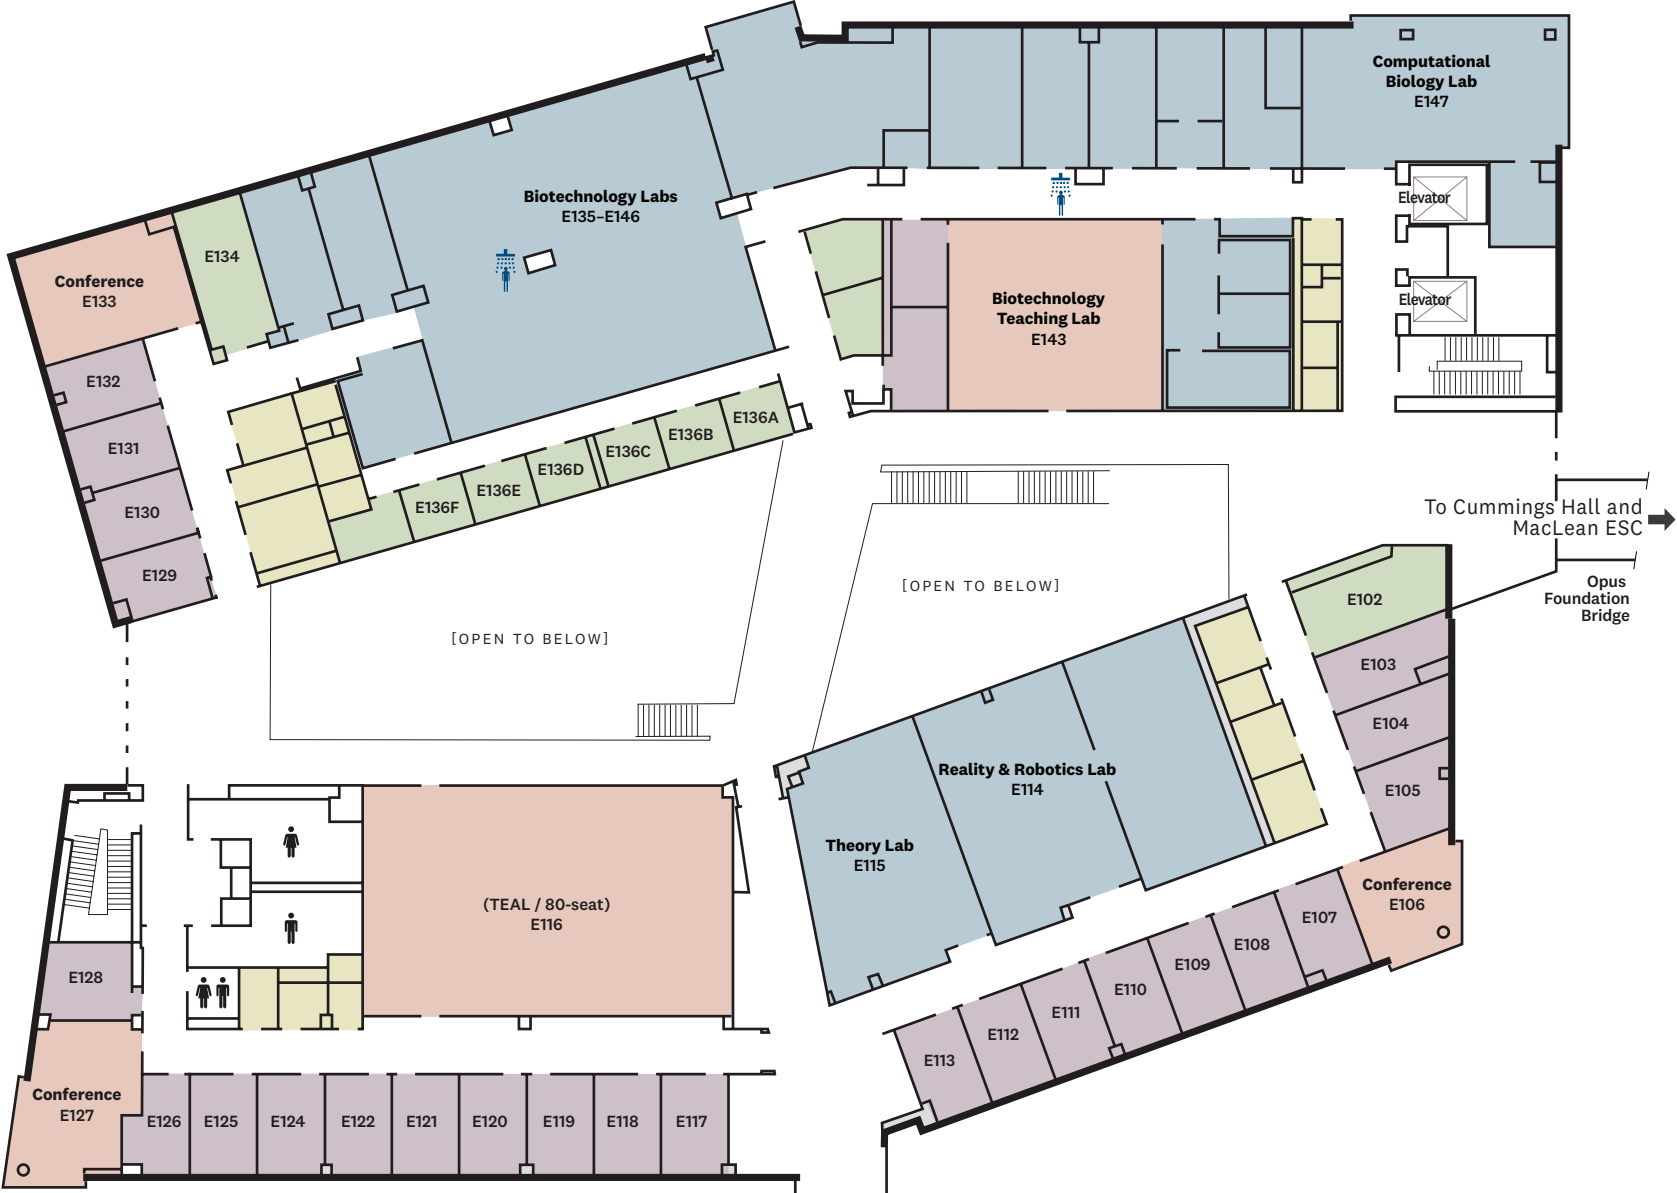 Computational
Biology Lab
E147
Biotechnology Labs
E135–E146
Elevator
E134
Conference
E133
Biotechnology
Teaching Lab
E143
Elevator
E132
E131
E136A
E136B
E136C
E136D
E136E
E136F
E130
E129
To Cummings Hall and
MacLean ESC
[OPEN TO BELOW]
[OPEN TO BELOW]
Opus
Foundation
Bridge
E102
E103
E104
E105
Reality & Robotics Lab
E114
Theory Lab
E115
(TEAL / 80-seat)
E116
Conference
E106
E107
E108
E109
E110
E111
E112
E113
E128
Conference
E127
E126
E125
E124
E122
E121
E120
E119
E118
E117